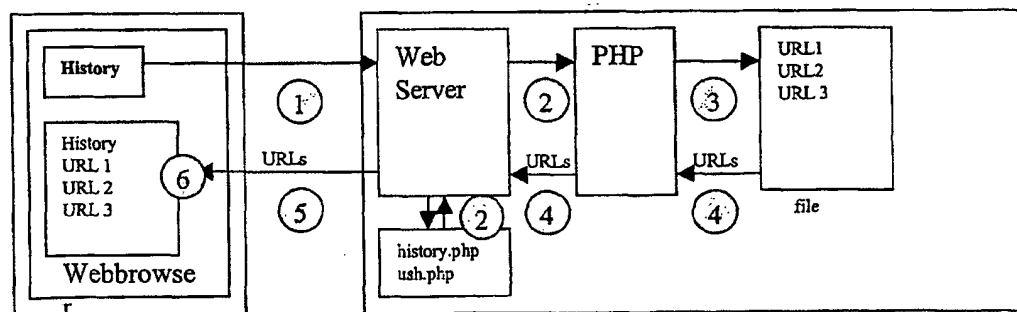 History
1
Web
Server
2
PHP
3
URL1
URL2
URL 3
History
URL 1
URL 2
URL 3
6
URLs
5
URLs
4
URLs
4
file
2
history.php
ush.php
Webbrowse
r